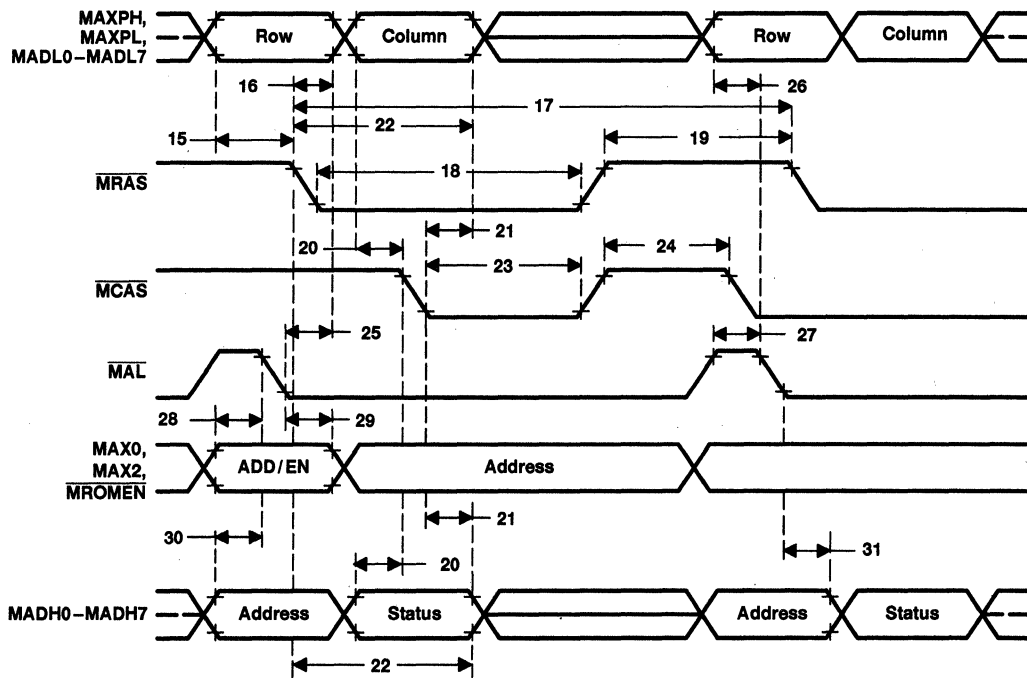 MAXPH,
MAXPL,
MADL0–MADL7
Row
Column
Row
Column
16
26
17
15
22
19
MRAS
18
20
21
24
23
MCAS
25
27
MAL
28
29
MAX0,
MAX2,
MROMEN
ADD/EN
Address
21
30
20
31
MADH0–MADH7
Address
Status
Address
Status
22